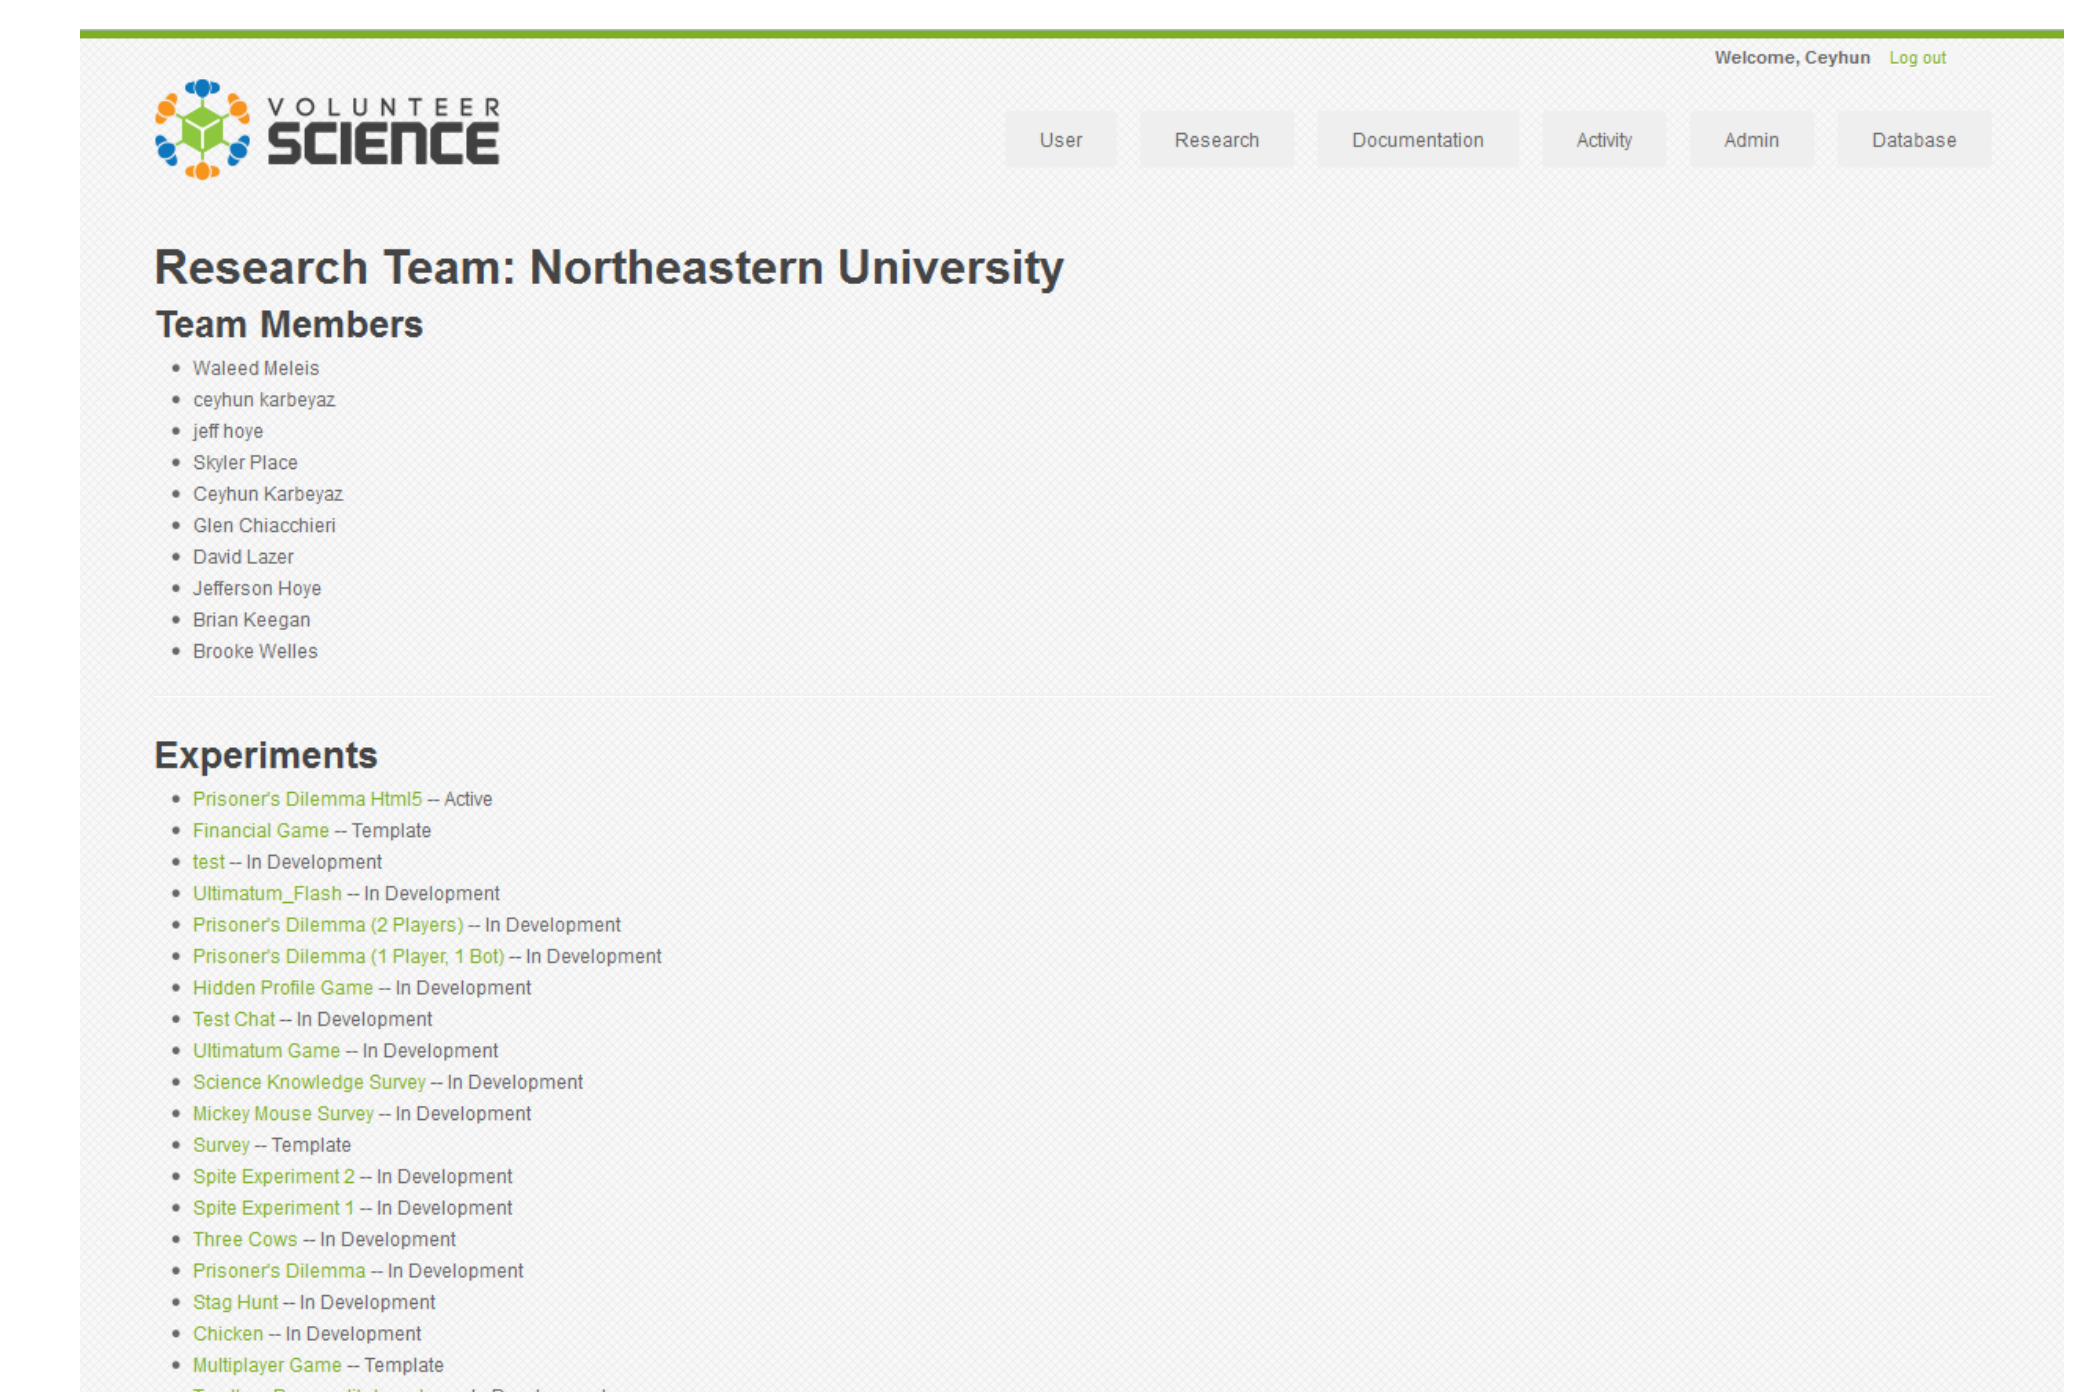 Welcome, Ceyhun Log out
VOLUNTEER
SCIENCE
User Research Documentation Activity Admin Database
Research Team: Northeastern University
Team Members
Waleed Meleis
ceyhun karbeyaz
jeff hoye
Skyler Place
Ceyhun Karbeyaz
Glen Chiacchieri
David Lazer
Jefferson Hoye
Brian Keegan
Brooke Welles
Experiments
Prisoner's Dilemma Html5 -- Active
Financial Game -- Template
test -- In Development
Ultimatum_Flash -- In Development
Prisoner's Dilemma (2 Players) -- In Development
Prisoner's Dilemma (1 Player, 1 Bot) -- In Development
Hidden Profile Game -- In Development
Test Chat -- In Development
Ultimatum Game -- In Development
Science Knowledge Survey -- In Development
Mickey Mouse Survey -- In Development
Survey -- Template
Spite Experiment 2 -- In Development
Spite Experiment 1 -- In Development
Three Cows -- In Development
Prisoner's Dilemma -- In Development
Stag Hunt -- In Development
Chicken -- In Development
Multiplayer Game -- Template